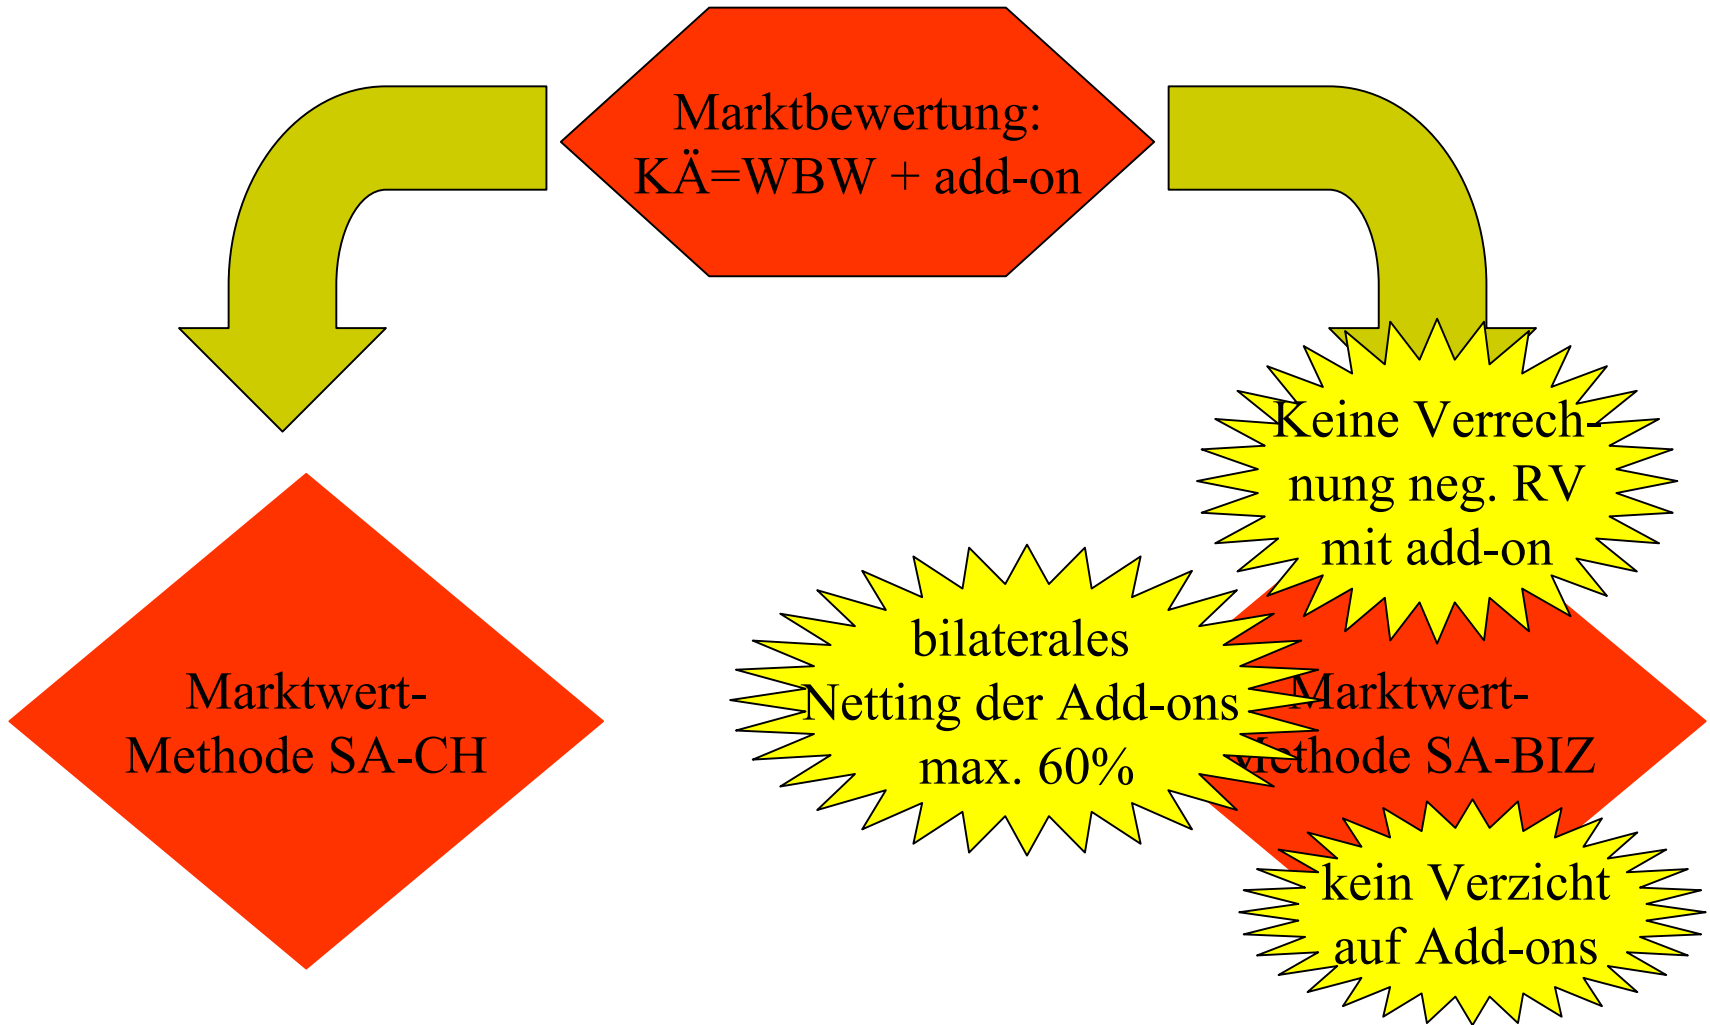 Marktbewertung:
KÄ=WBW + add-on
Keine Verrech-
nung neg. RV
mit add-on
bilaterales
Netting der Add-ons
max. 60%
Marktwert-
Methode SA-CH
Marktwert-
Methode SA-BIZ
kein Verzicht
auf Add-ons